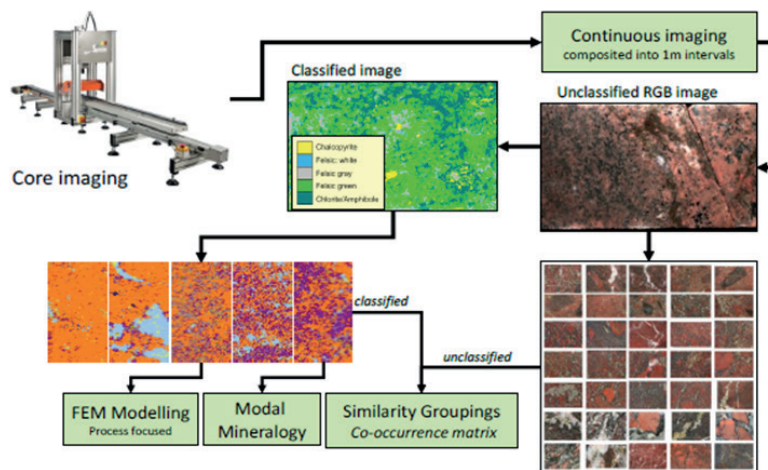 Continuous imaging
composited into 1m intervals
Classified image
Unclassified RGB image
Chalcopyrite
Felsic: white
Felsic gray
Felsic green
Chlorite/Amphibole
Core imaging
classified
unclassified
FEM Modelling
Process focused
Modal
Mineralogy
Similarity Groupings
Co-occurrence matrix